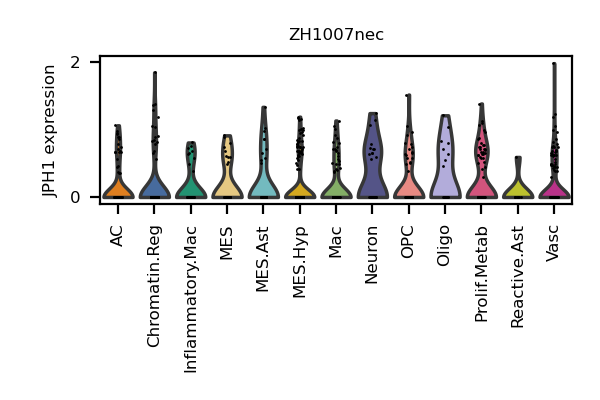 ZH1007nec
JPH1 expression
2
0
AC
Chromatin.Reg
Inflammatory.Mac
MES
MES.Ast
MES.Hyp
Mac
Neuron
OPC
Oligo
Prolif.Metab
Reactive.Ast
Vasc